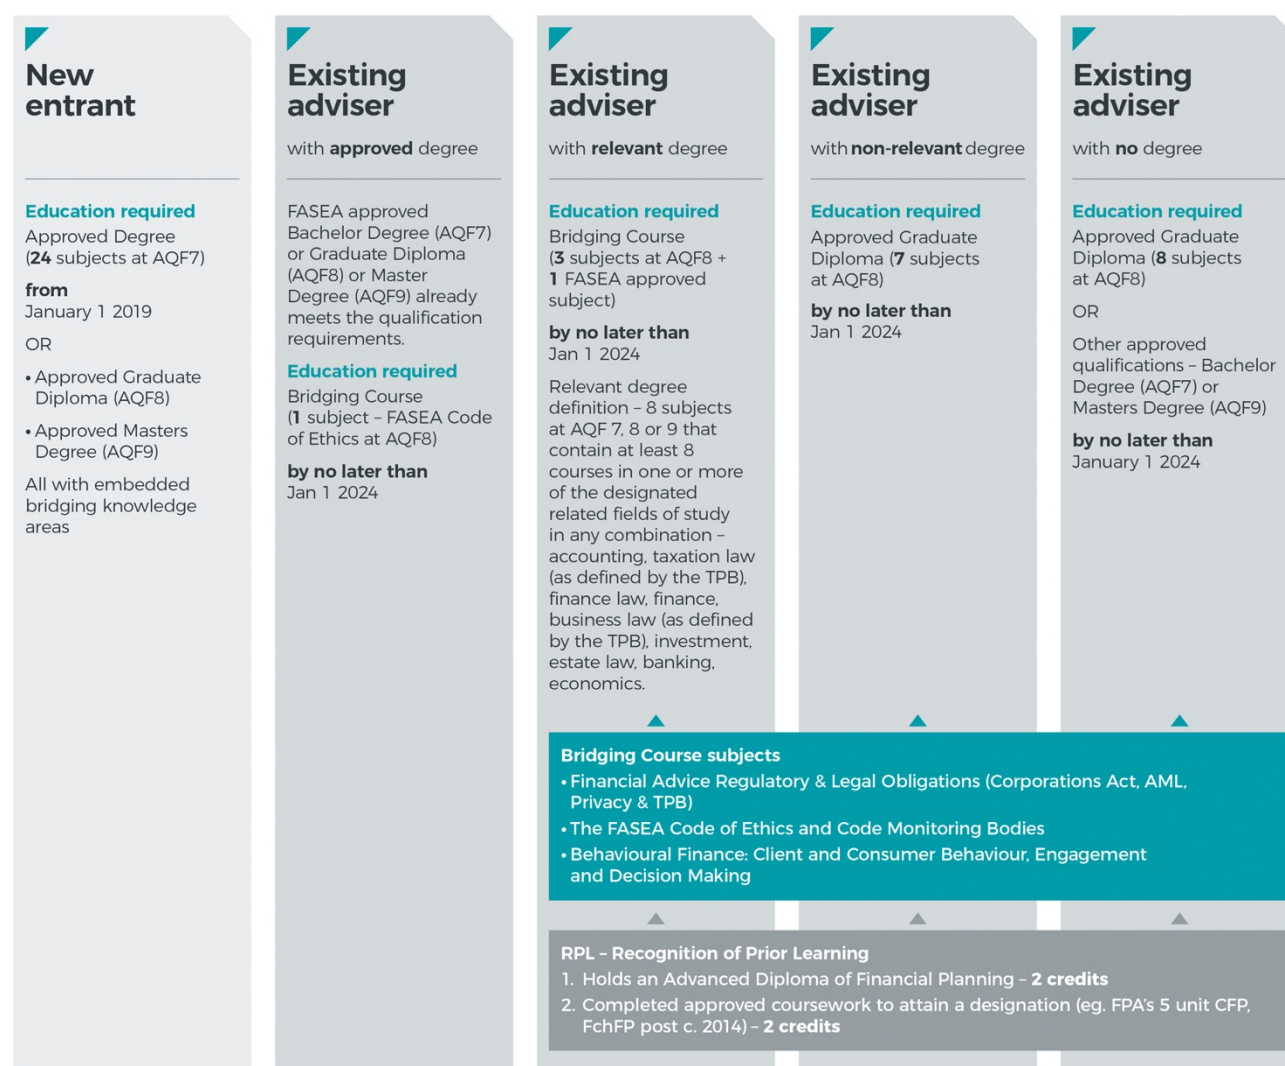 New
entrant
Education required
Approved Degree
(24 subjects at AQF7)
from
January 1 2019
OR
• Approved Graduate
Diploma (AQF8)
• Approved Masters
Degree (AQF9)
All with embedded
bridging knowledge
areas
Existing
adviser
with approved degree
FASEA approved
Bachelor Degree (AQF7)
or Graduate Diploma
(AQF8) or Master
Degree (AQF9) already
meets the qualification
requirements.
Education required
Bridging Course
(1 subject – FASEA Code
of Ethics at AQF8)
by no later than
Jan 1 2024
Existing
adviser
with relevant degree
Education required
Bridging Course
(3 subjects at AQF8 +
1 FASEA approved
subject)
by no later than
Jan 1 2024
Relevant degree
definition – 8 subjects
at AQF 7, 8 or 9 that
contain at least 8
courses in one or more
of the designated
related fields of study
in any combination –
accounting, taxation law
(as defined by the TPB),
finance law, finance,
business law (as defined
by the TPB), investment,
estate law, banking,
economics.
Existing
adviser
with non-relevant degree
Education required
Approved Graduate
Diploma (7 subjects
at AQF8)
by no later than
Jan 1 2024
Existing
adviser
with no degree
Education required
Approved Graduate
Diploma (8 subjects
at AQF8)
OR
Other approved
qualifications – Bachelor
Degree (AQF7) or
Masters Degree (AQF9)
by no later than
January 1 2024
Bridging Course subjects
• Financial Advice Regulatory & Legal Obligations (Corporations Act, AML,
Privacy & TPB)
• The FASEA Code of Ethics and Code Monitoring Bodies
• Behavioural Finance: Client and Consumer Behaviour, Engagement
and Decision Making
RPL – Recognition of Prior Learning
1. Holds an Advanced Diploma of Financial Planning – 2 credits
2. Completed approved coursework to attain a designation (eg. FPA's 5 unit CFP,
FchFP post c. 2014) – 2 credits